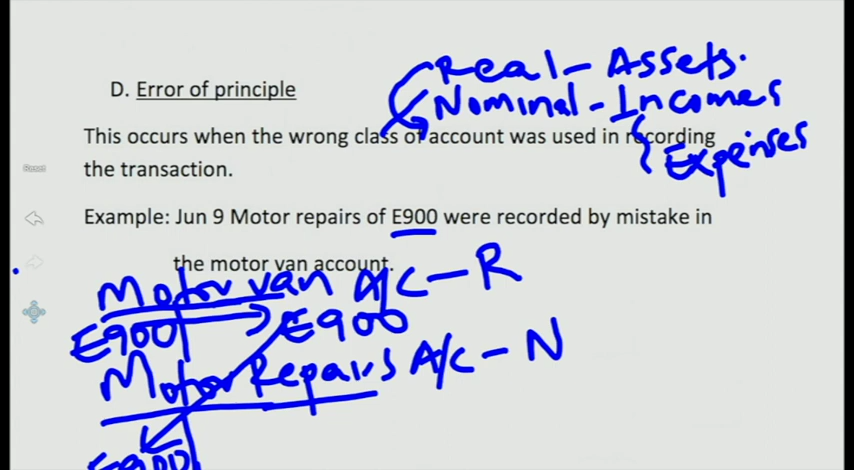 Real - Assets.
D. Error of principle
Nominal - Incomes
This occurs when the wrong class of account was used in recording
Expenses
the transaction.
Reset
Example: Jun 9 Motor repairs of E900 were recorded by mistake in
the motor van account.
Motor van A/C - R
E900 E900
Motor Repairs A/C - N
E900